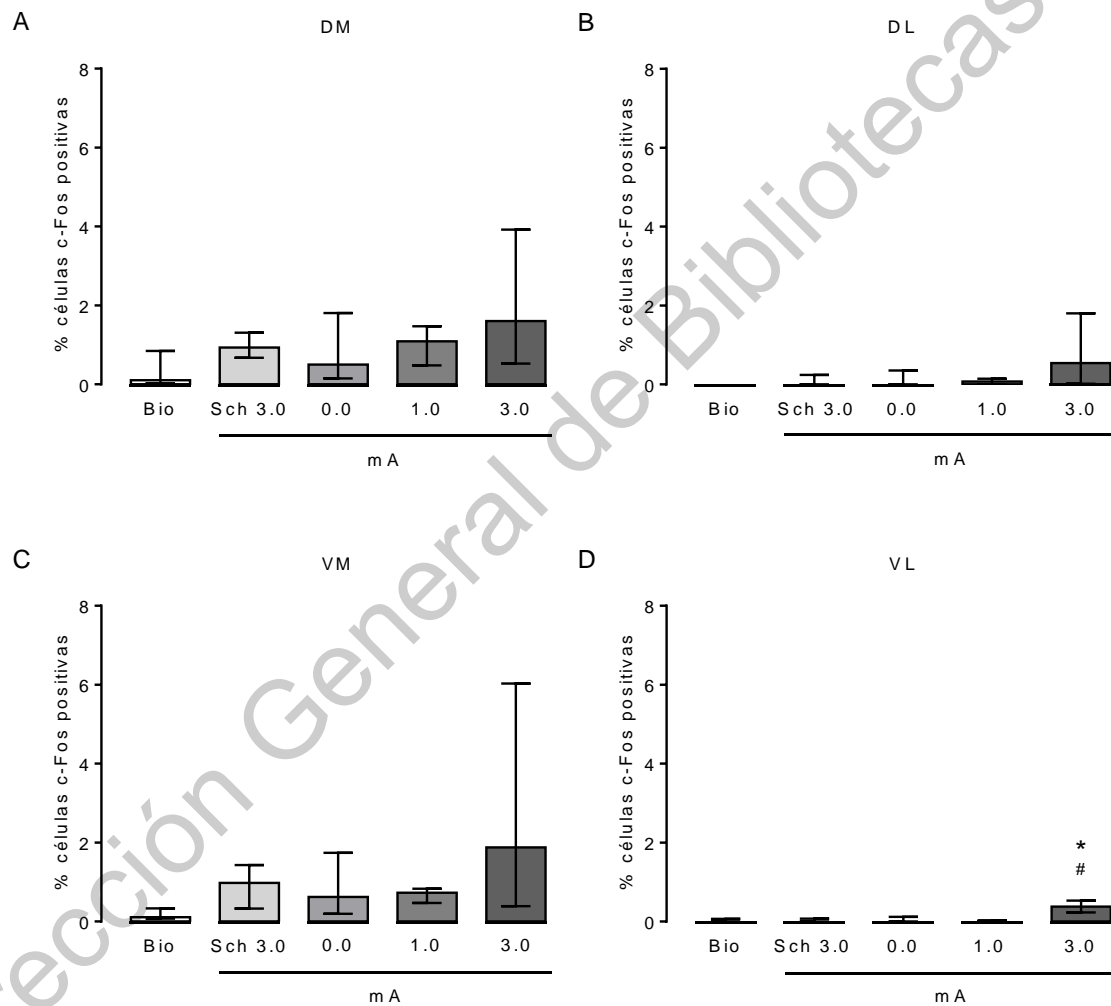 A
DM
% células c-Fos positivas
8
6
4
2
0
Bio Sch 3.0 0.0 1.0 3.0
mA
B
DL
% células c-Fos positivas
8
6
4
2
0
Bio Sch 3.0 0.0 1.0 3.0
mA
C
VM
% células c-Fos positivas
8
6
4
2
0
Bio Sch 3.0 0.0 1.0 3.0
mA
D
VL
% células c-Fos positivas
8
6
4
2
0
*
#
Bio Sch 3.0 0.0 1.0 3.0
mA
ección General de Bibliotecas